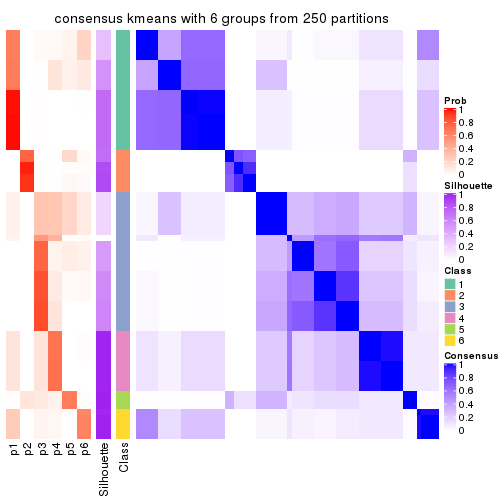 consensus kmeans with 6 groups from 250 partitions
Prob
1
0.8
0.6
0.4
0.2
0
Silhouette
1
0.8
0.6
0.4
0.2
0
Class
1
2
3
4
5
6
Consensus
1
0.8
0.6
0.4
0.2
0
p1
p2
p3
p4
p5
p6
Silhouette
Class